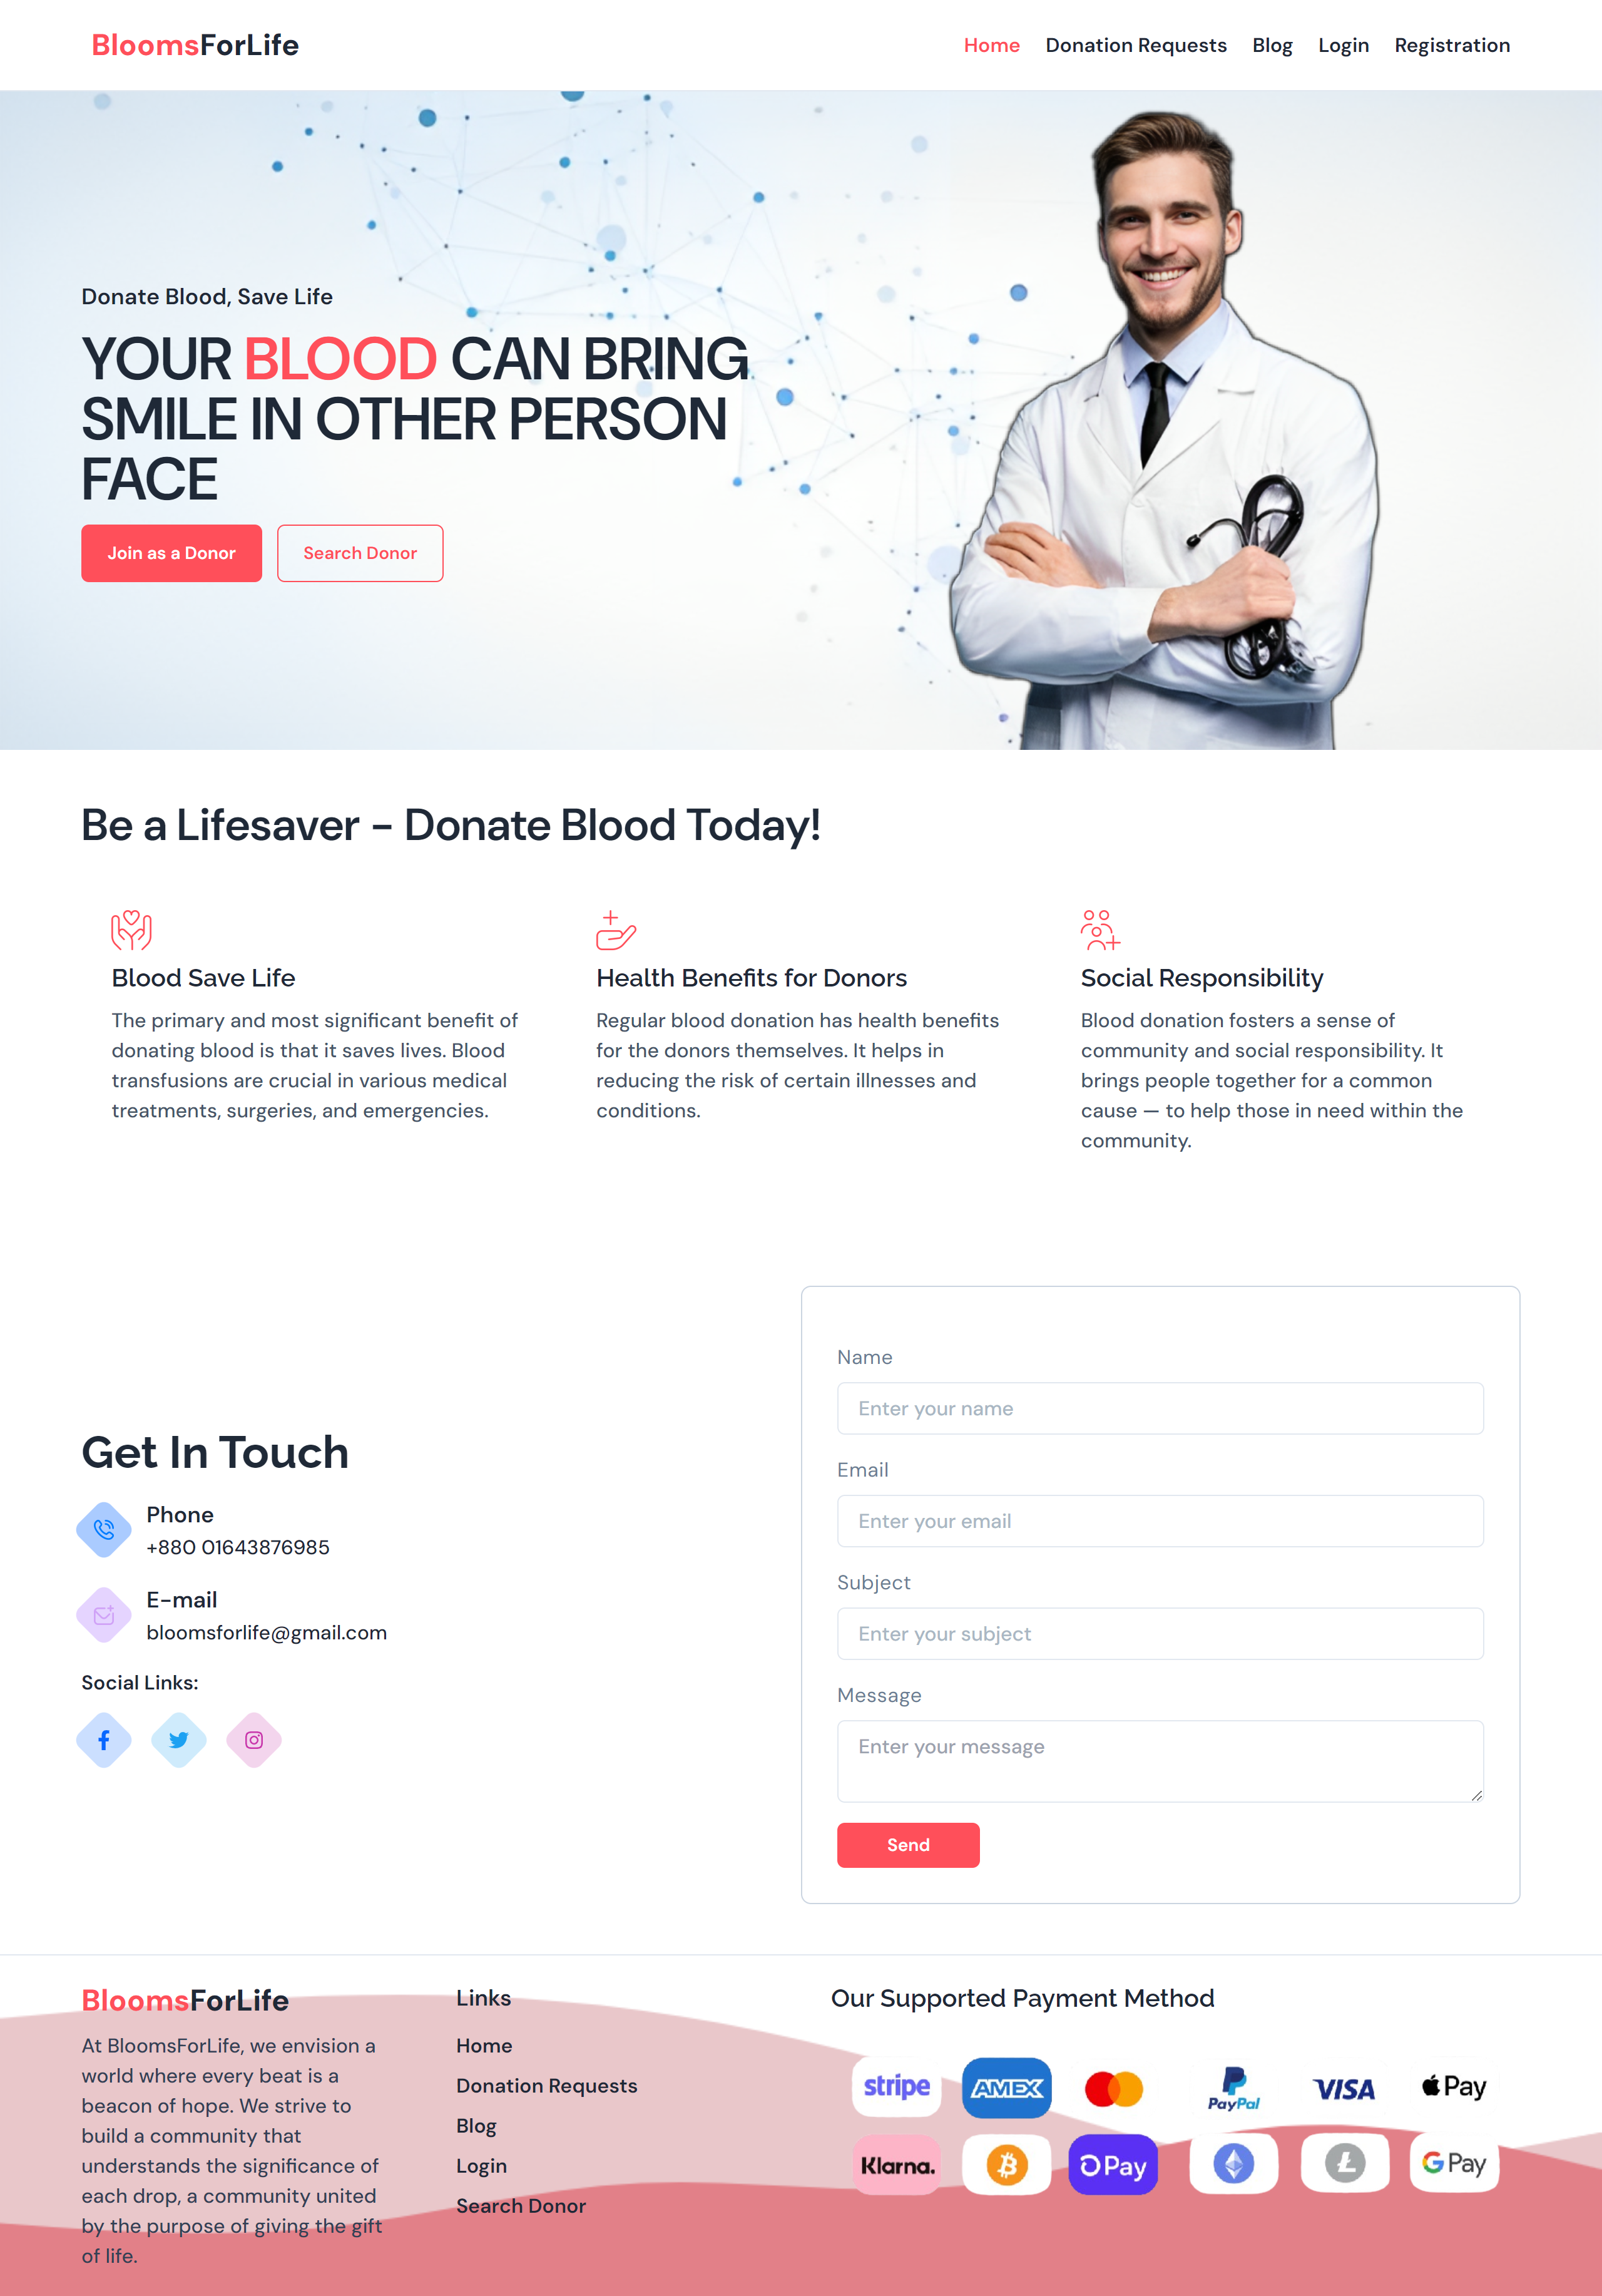 BloomsForLife
Home
Donation Requests
Blog
Login
Registration
Donate Blood, Save Life
YOUR BLOOD CAN BRING
SMILE IN OTHER PERSON
FACE
Join as a Donor
Search Donor
Be a Lifesaver – Donate Blood Today!
Blood Save Life
The primary and most significant benefit of
donating blood is that it saves lives. Blood
transfusions are crucial in various medical
treatments, surgeries, and emergencies.
Health Benefits for Donors
Regular blood donation has health benefits
for the donors themselves. It helps in
reducing the risk of certain illnesses and
conditions.
Social Responsibility
Blood donation fosters a sense of
community and social responsibility. It
brings people together for a common
cause — to help those in need within the
community.
Get In Touch
Phone
+880 01643876985
E-mail
bloomsforlife@gmail.com
Social Links:
Name
Enter your name
Email
Enter your email
Subject
Enter your subject
Message
Enter your message
Send
BloomsForLife
At BloomsForLife, we envision a
world where every beat is a
beacon of hope. We strive to
build a community that
understands the significance of
each drop, a community united
by the purpose of giving the gift
of life.
Links
Home
Donation Requests
Blog
Login
Search Donor
Our Supported Payment Method
stripe
AMEX
PayPal
VISA
Pay
Klarna.
Pay
G Pay